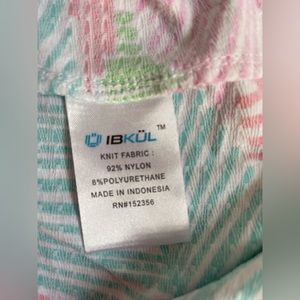 IBKÜL™
KNIT FABRIC :
92% NYLON
8%POLYURETHANE
MADE IN INDONESIA
RN#152356